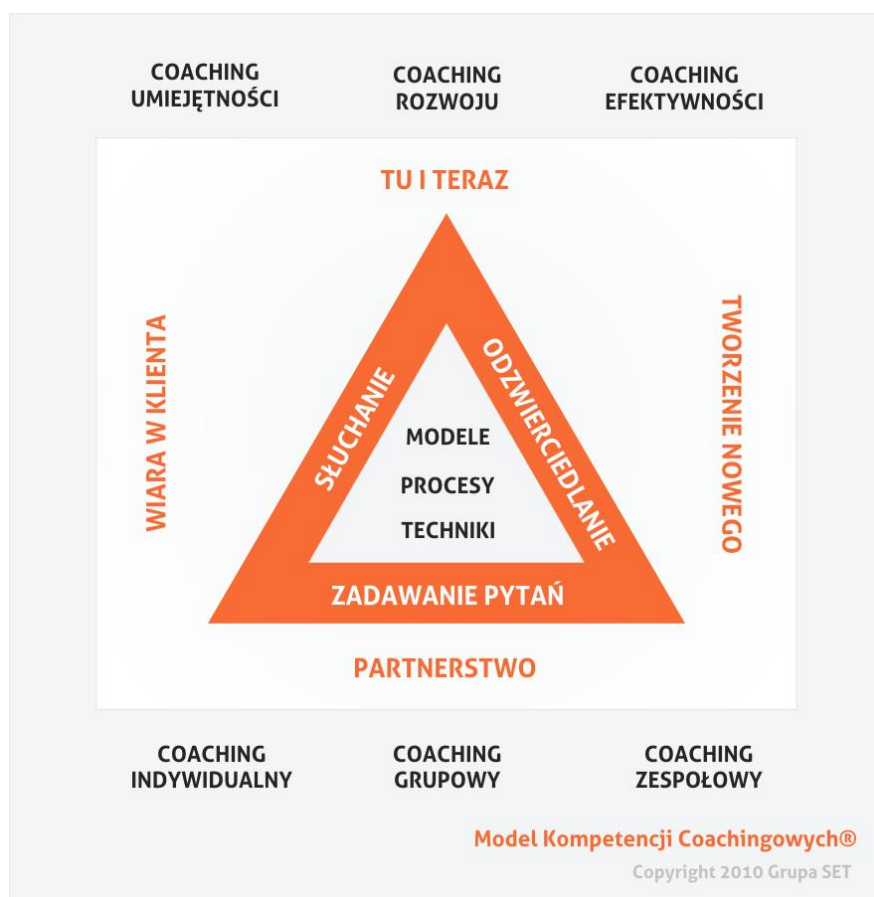 COACHING
UMIEJĘTNOŚCI
COACHING
ROZWOJU
COACHING
EFEKTYWNOŚCI
TU I TERAZ
WIARA W KLIENTA
SŁUCHANIE
ODZWIERCIEDLANIE
TWORZENIE NOWEGO
MODELE
PROCESY
TECHNIKI
ZADAWANIE PYTAŃ
PARTNERSTWO
COACHING
INDYWIDUALNY
COACHING
GRUPOWY
COACHING
ZESPOŁOWY
Model Kompetencji Coachingowych®
Copyright 2010 Grupa SET